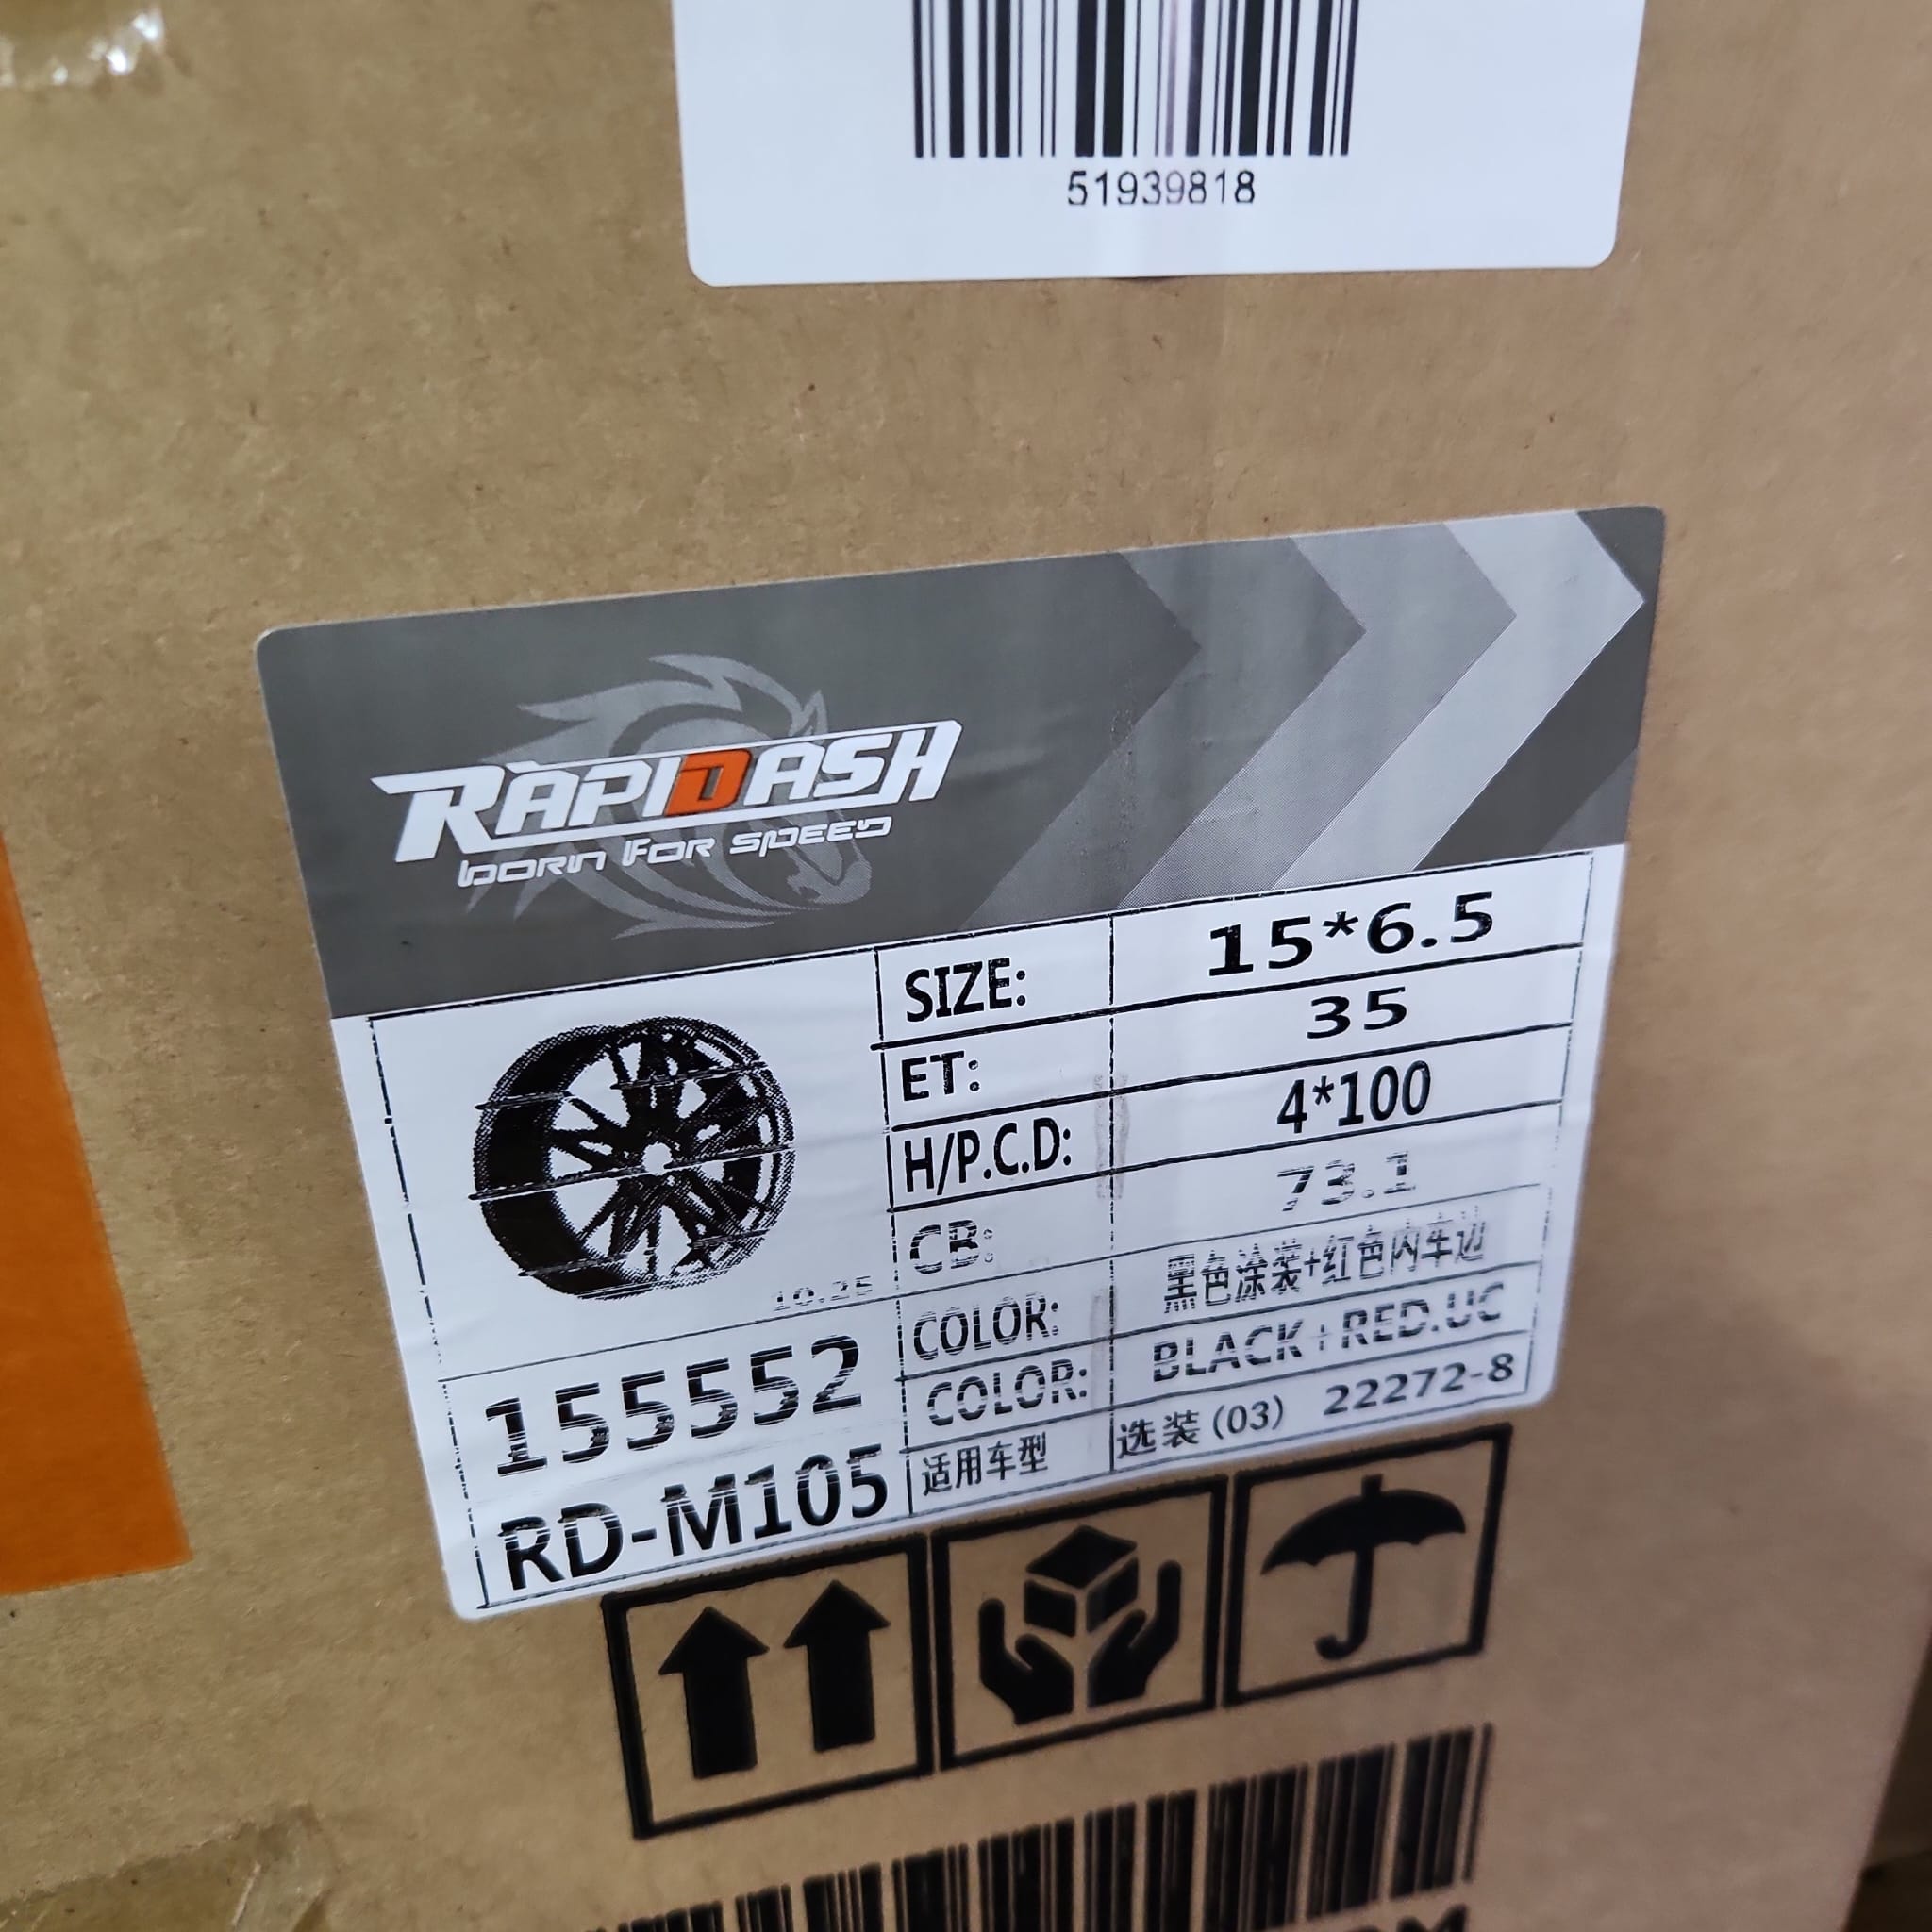 51939818
RAPIDASH
BORN FOR SPEED
SIZE: 15*6.5
ET: 35
H/P.C.D: 4*100
CB: 73.1
10.25
COLOR: 黑色涂装+红色内车边
155552
COLOR: BLACK+RED.UC
RD-M105
适用车型 选装(03) 22272-8